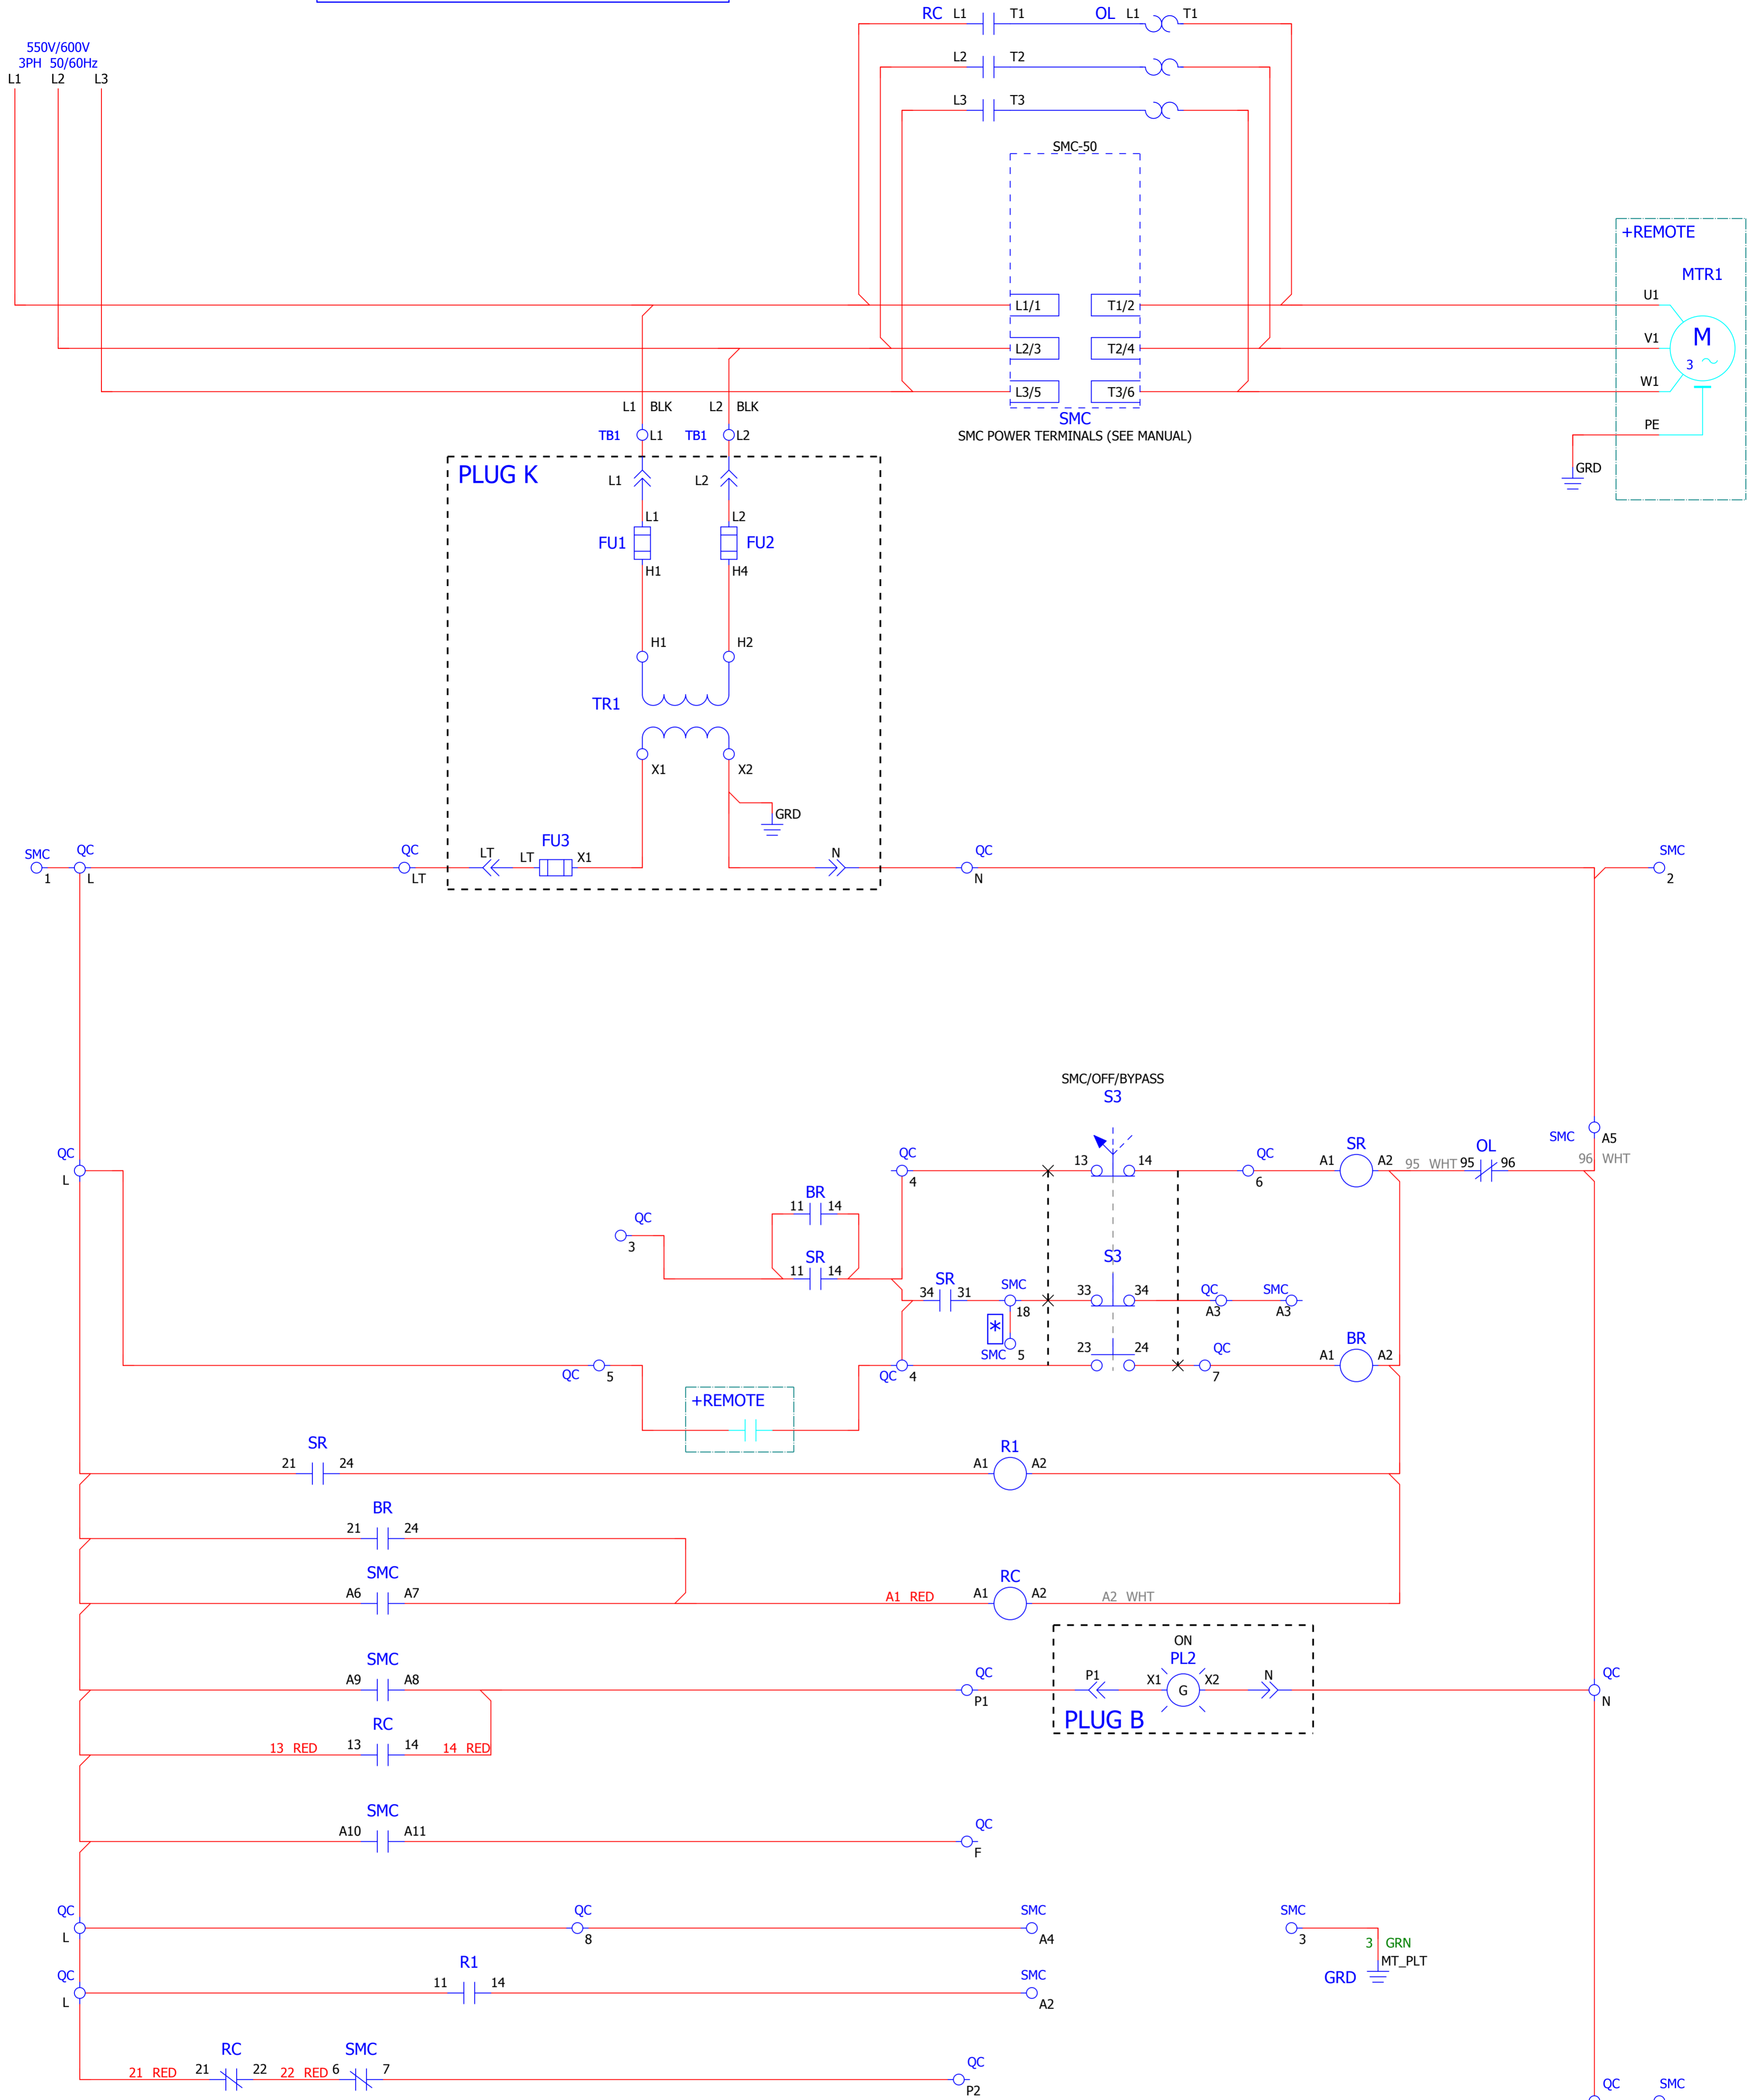 RC L1 T1 OL L1 T1
550V/600V
3PH 50/60Hz
L1 L2 L3
L2 T2
L3 T3
SMC-50
+REMOTE
MTR1
L1/1 T1/2 U1
L2/3 T2/4 V1 M
3
L3/5 T3/6 W1
SMC
SMC POWER TERMINALS (SEE MANUAL)
PE
GRD
L1 BLK L2 BLK
TB1 L1 TB1 L2
PLUG K
L1 L2
L1 L2
FU1 FU2
H1 H4
H1 H2
TR1
X1 X2
GRD
SMC QC QC LT LT FU3 X1 N QC SMC
1 L LT N 2
SMC/OFF/BYPASS
S3
QC QC 13 14 QC A1 SR A2 95 WHT 95 OL 96 SMC A5
96 WHT
L 4 6
BR
11 14
QC
3
SR
11 14
S3
SR
34 31 SMC 33 34 QC SMC
18 A3 A3
*
SMC 5 23 24 QC A1 BR A2
QC 5 QC 4 7
+REMOTE
SR
21 24
R1
A1 A2
BR
21 24
SMC
A6 A7 A1 RED A1 RC A2 A2 WHT
ON
SMC PL2
A9 A8 QC P1 X1 G X2 N QC
P1 N
PLUG B
RC
13 RED 13 14 14 RED
SMC
A10 A11 QC
F
QC QC SMC SMC
L 8 A4 3
3 GRN
MT_PLT
GRD
QC R1 SMC
L 11 14 A2
RC SMC
21 RED 21 22 22 RED 6 7 QC
P2
QC SMC